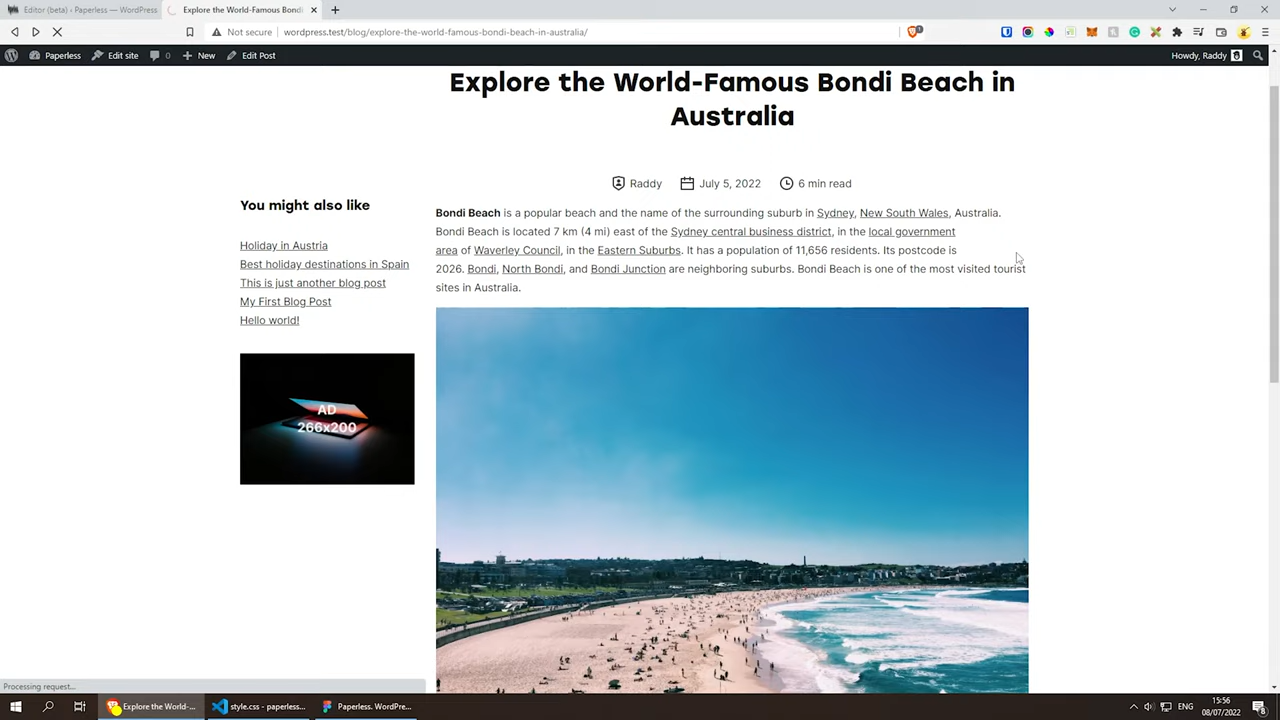 Editor (beta) ‹ Paperless — WordPress
Explore the World-Famous Bondi
Not secure
wordpress.test/blog/explore-the-world-famous-bondi-beach-in-australia/
Paperless
Edit site
0
New
Edit Post
Howdy, Raddy
Explore the World-Famous Bondi Beach in
Australia
Raddy
July 5, 2022
6 min read
You might also like
Holiday in Austria
Best holiday destinations in Spain
This is just another blog post
My First Blog Post
Hello world!
AD
266x200
Bondi Beach is a popular beach and the name of the surrounding suburb in Sydney, New South Wales, Australia.
Bondi Beach is located 7 km (4 mi) east of the Sydney central business district, in the local government
area of Waverley Council, in the Eastern Suburbs. It has a population of 11,656 residents. Its postcode is
2026. Bondi, North Bondi, and Bondi Junction are neighboring suburbs. Bondi Beach is one of the most visited tourist
sites in Australia.
Processing request...
Explore the World-...
style.css - paperless...
Paperless. WordPre...
ENG
15:56
08/07/2022